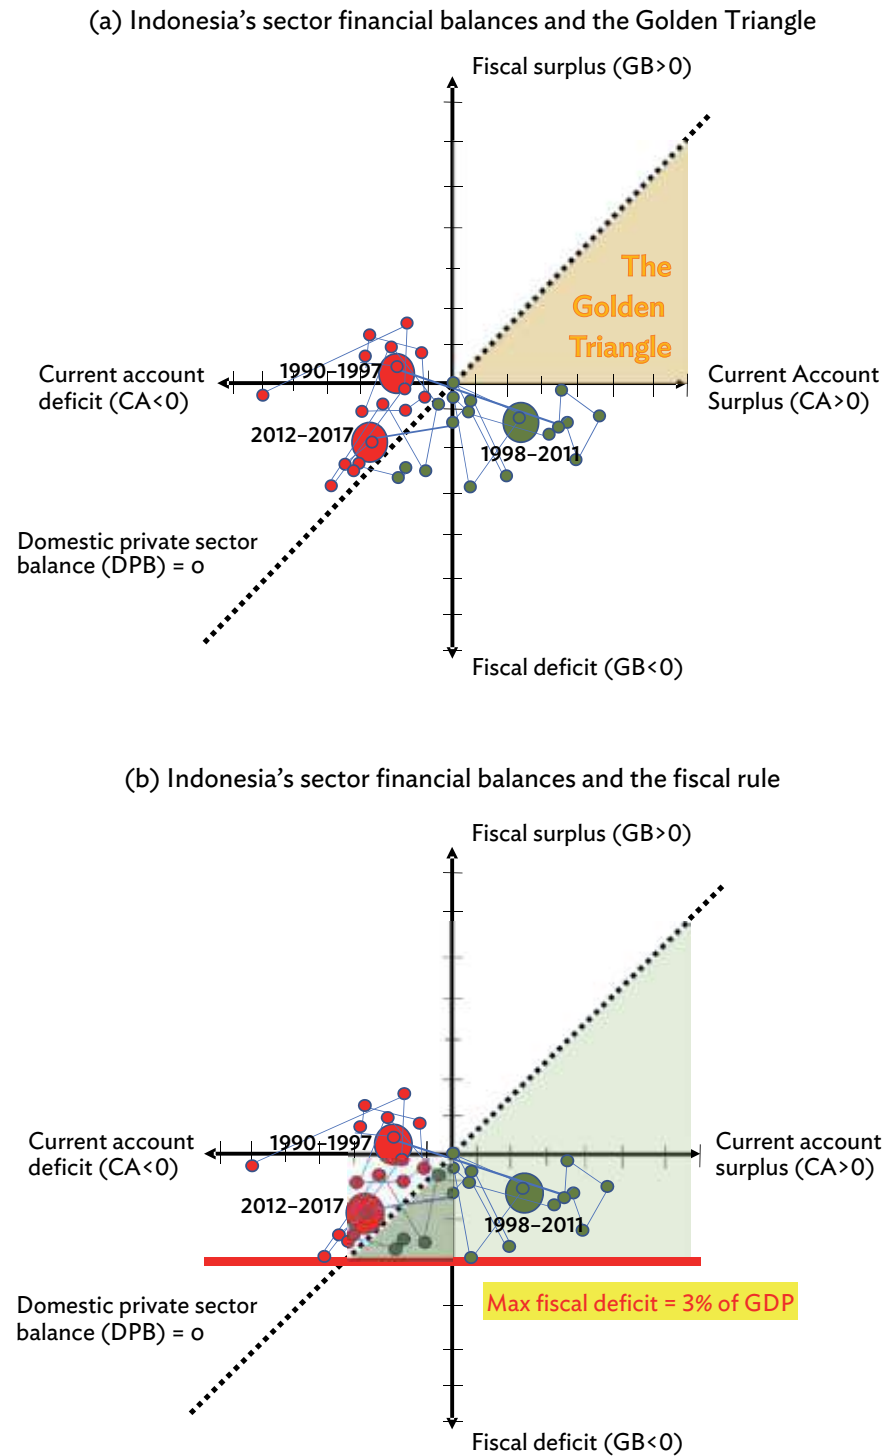 (a) Indonesia’s sector financial balances and the Golden Triangle
Fiscal surplus (GB>0)
The
Golden
Triangle
1990–1997
Current account
deficit (CA<0)
Current Account
Surplus (CA>0)
2012–2017
1998–2011
Domestic private sector
balance (DPB) = 0
Fiscal deficit (GB<0)
(b) Indonesia’s sector financial balances and the fiscal rule
Fiscal surplus (GB>0)
1990–1997
Current account
deficit (CA<0)
Current account
surplus (CA>0)
2012–2017
1998–2011
Max fiscal deficit = 3% of GDP
Domestic private sector
balance (DPB) = 0
Fiscal deficit (GB<0)